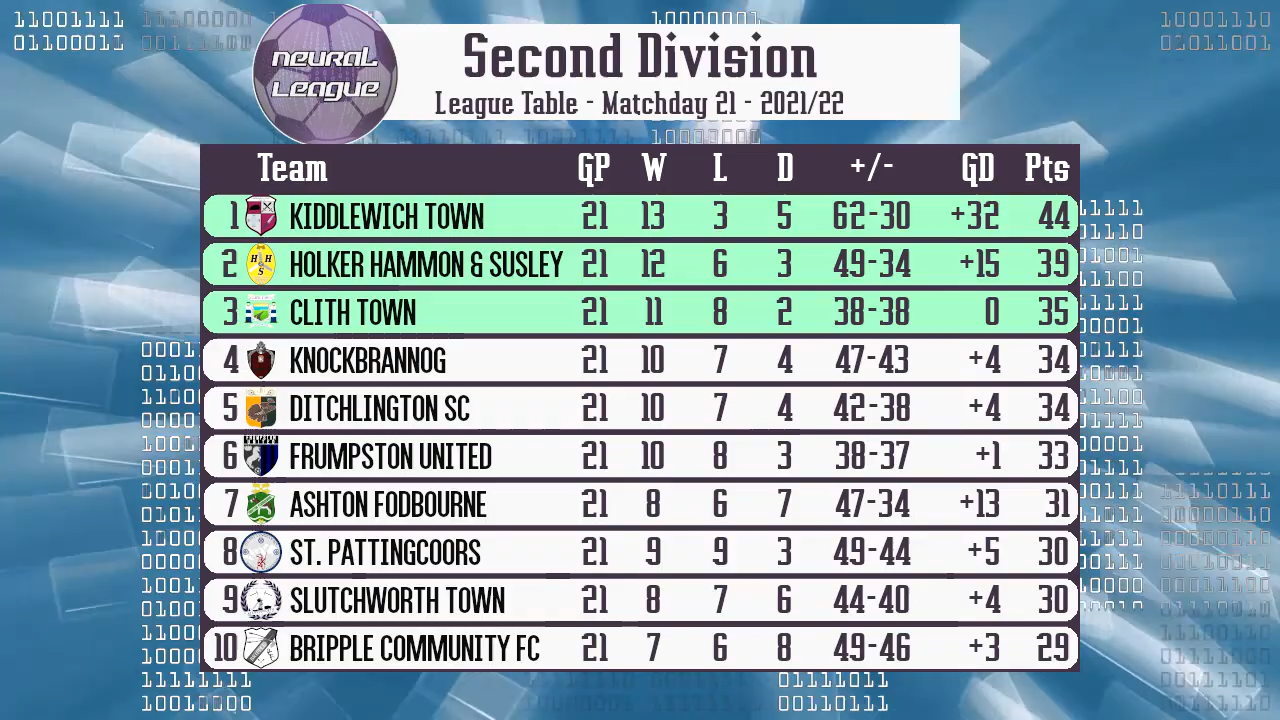 Neural League
Second Division
League Table - Matchday 21 - 2021/22
Team GP W L D +/- GD Pts
1 KIDDLEWICH TOWN 21 13 3 5 62-30 +32 44
2 HOLKER HAMMON & SUSLEY 21 12 6 3 49-34 +15 39
3 CLITH TOWN 21 11 8 2 38-38 0 35
4 KNOCKBRANNOG 21 10 7 4 47-43 +4 34
5 DITCHLINGTON SC 21 10 7 4 42-38 +4 34
6 FRUMPSTON UNITED 21 10 8 3 38-37 +1 33
7 ASHTON FODBOURNE 21 8 6 7 47-34 +13 31
8 ST. PATTINGCOORS 21 9 9 3 49-44 +5 30
9 SLUTCHWORTH TOWN 21 8 7 6 44-40 +4 30
10 BRIPPLE COMMUNITY FC 21 7 6 8 49-46 +3 29